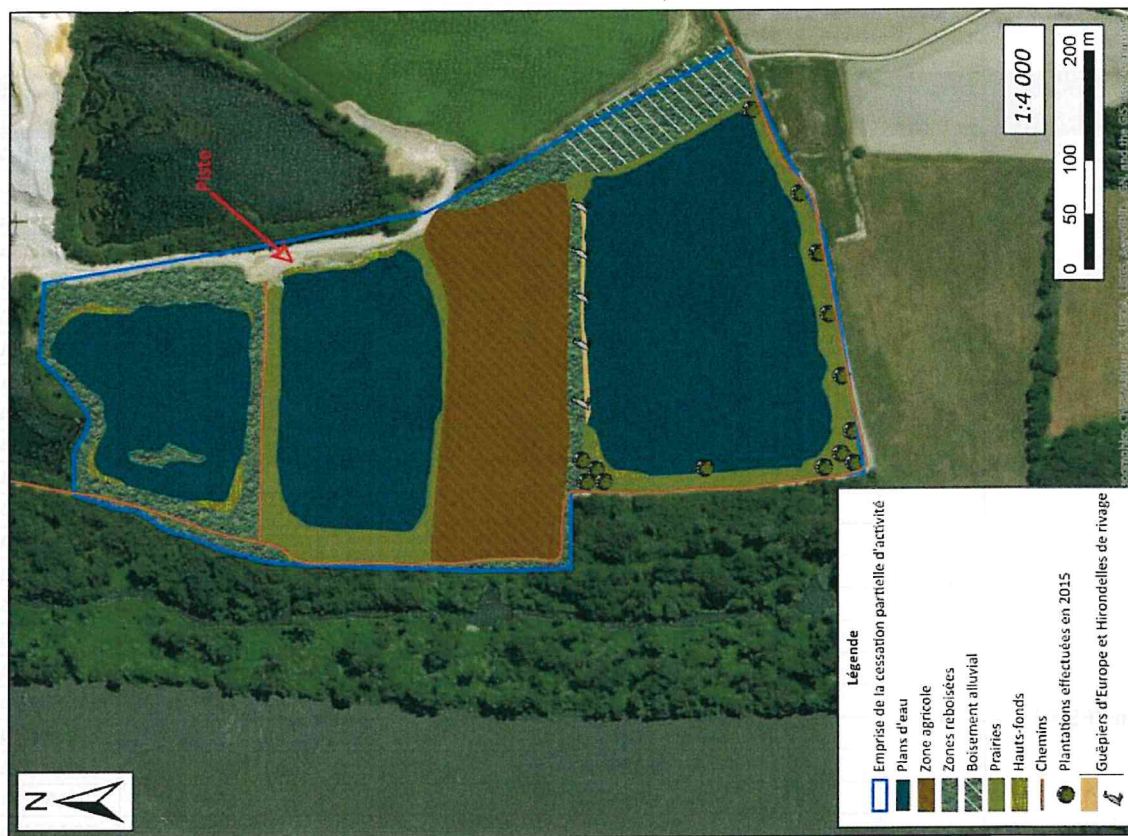 N
Piste
1:4 000
0 50 100 200
m
Légende
Emprise de la cessation partielle d'activité
Plans d'eau
Zone agricole
Zones reboisées
Boisement alluvial
Prairies
Hauts-fonds
Chemins
Plantations effectuées en 2015
Guêpiers d'Europe et Hirondelles de rivage